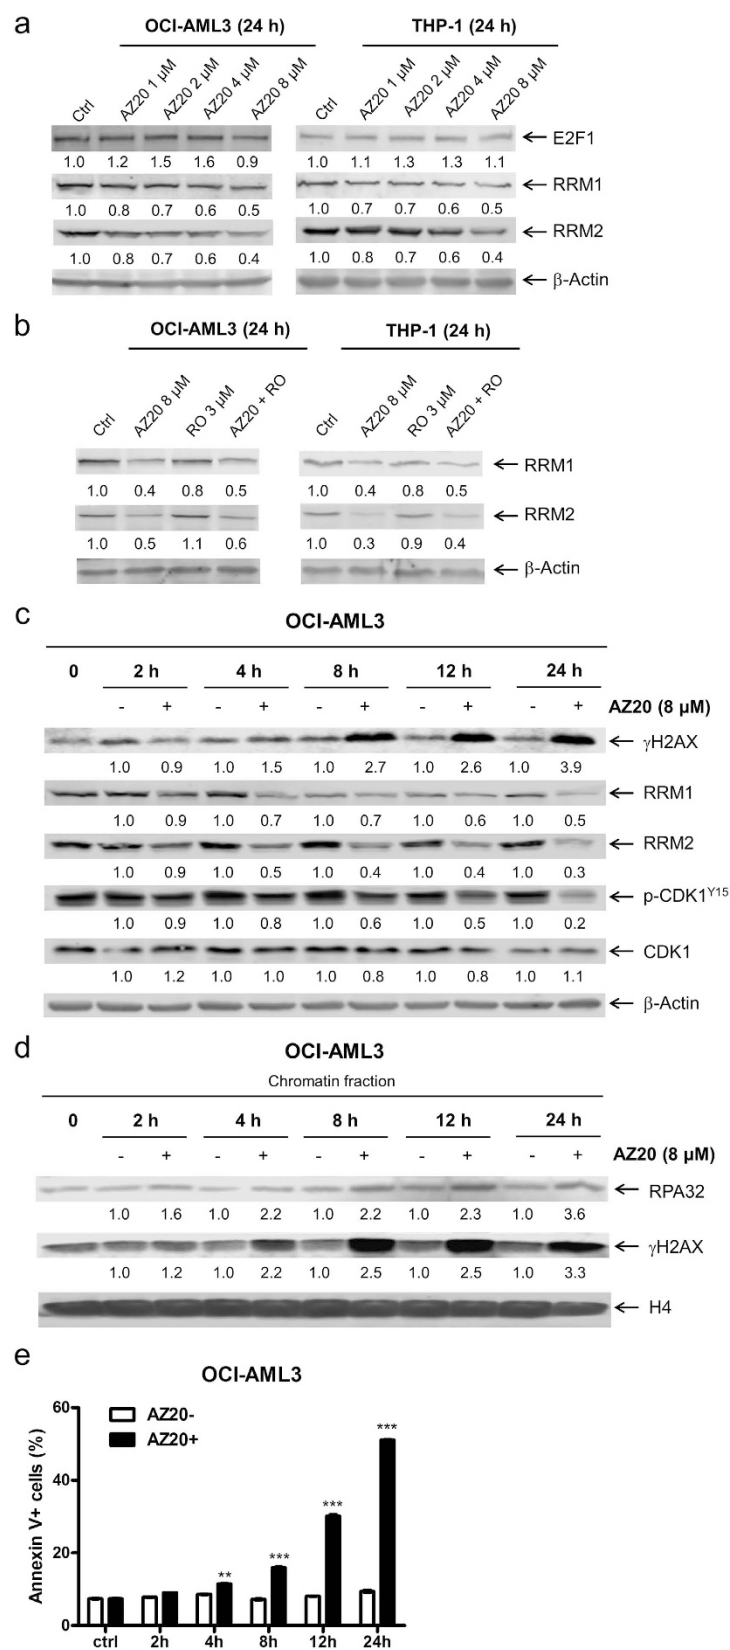 a
OCI-AML3 (24 h) THP-1 (24 h)
Ctrl AZ20 1 µM AZ20 2 µM AZ20 4 µM AZ20 8 µM Ctrl AZ20 1 µM AZ20 2 µM AZ20 4 µM AZ20 8 µM
E2F1
1.0 1.2 1.5 1.6 0.9 1.0 1.1 1.3 1.3 1.1
RRM1
1.0 0.8 0.7 0.6 0.5 1.0 0.7 0.7 0.6 0.5
RRM2
1.0 0.8 0.7 0.6 0.4 1.0 0.8 0.7 0.6 0.4
β-Actin
b
OCI-AML3 (24 h) THP-1 (24 h)
Ctrl AZ20 8 µM RO 3 µM AZ20 + RO Ctrl AZ20 8 µM RO 3 µM AZ20 + RO
RRM1
1.0 0.4 0.8 0.5 1.0 0.4 0.8 0.5
RRM2
1.0 0.5 1.1 0.6 1.0 0.3 0.9 0.4
β-Actin
c
OCI-AML3
0 2 h 4 h 8 h 12 h 24 h
- + - + - + - + - + AZ20 (8 µM)
γH2AX
1.0 0.9 1.0 1.5 1.0 2.7 1.0 2.6 1.0 3.9
RRM1
1.0 0.9 1.0 0.7 1.0 0.7 1.0 0.6 1.0 0.5
RRM2
1.0 0.9 1.0 0.5 1.0 0.4 1.0 0.4 1.0 0.3
p-CDK1Y15
1.0 0.9 1.0 0.8 1.0 0.6 1.0 0.5 1.0 0.2
CDK1
1.0 1.2 1.0 1.0 1.0 0.8 1.0 0.8 1.0 1.1
β-Actin
d
OCI-AML3
Chromatin fraction
0 2 h 4 h 8 h 12 h 24 h
- + - + - + - + - + AZ20 (8 µM)
RPA32
1.0 1.6 1.0 2.2 1.0 2.2 1.0 2.3 1.0 3.6
γH2AX
1.0 1.2 1.0 2.2 1.0 2.5 1.0 2.5 1.0 3.3
H4
e
OCI-AML3
Annexin V+ cells (%)
60
40
20
0
AZ20-
AZ20+
** *** *** ***
ctrl 2h 4h 8h 12h 24h